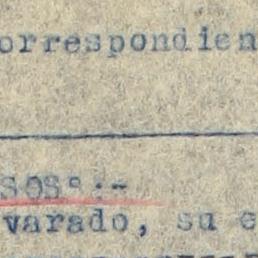 orrespondien
SOS:-
varado, su e